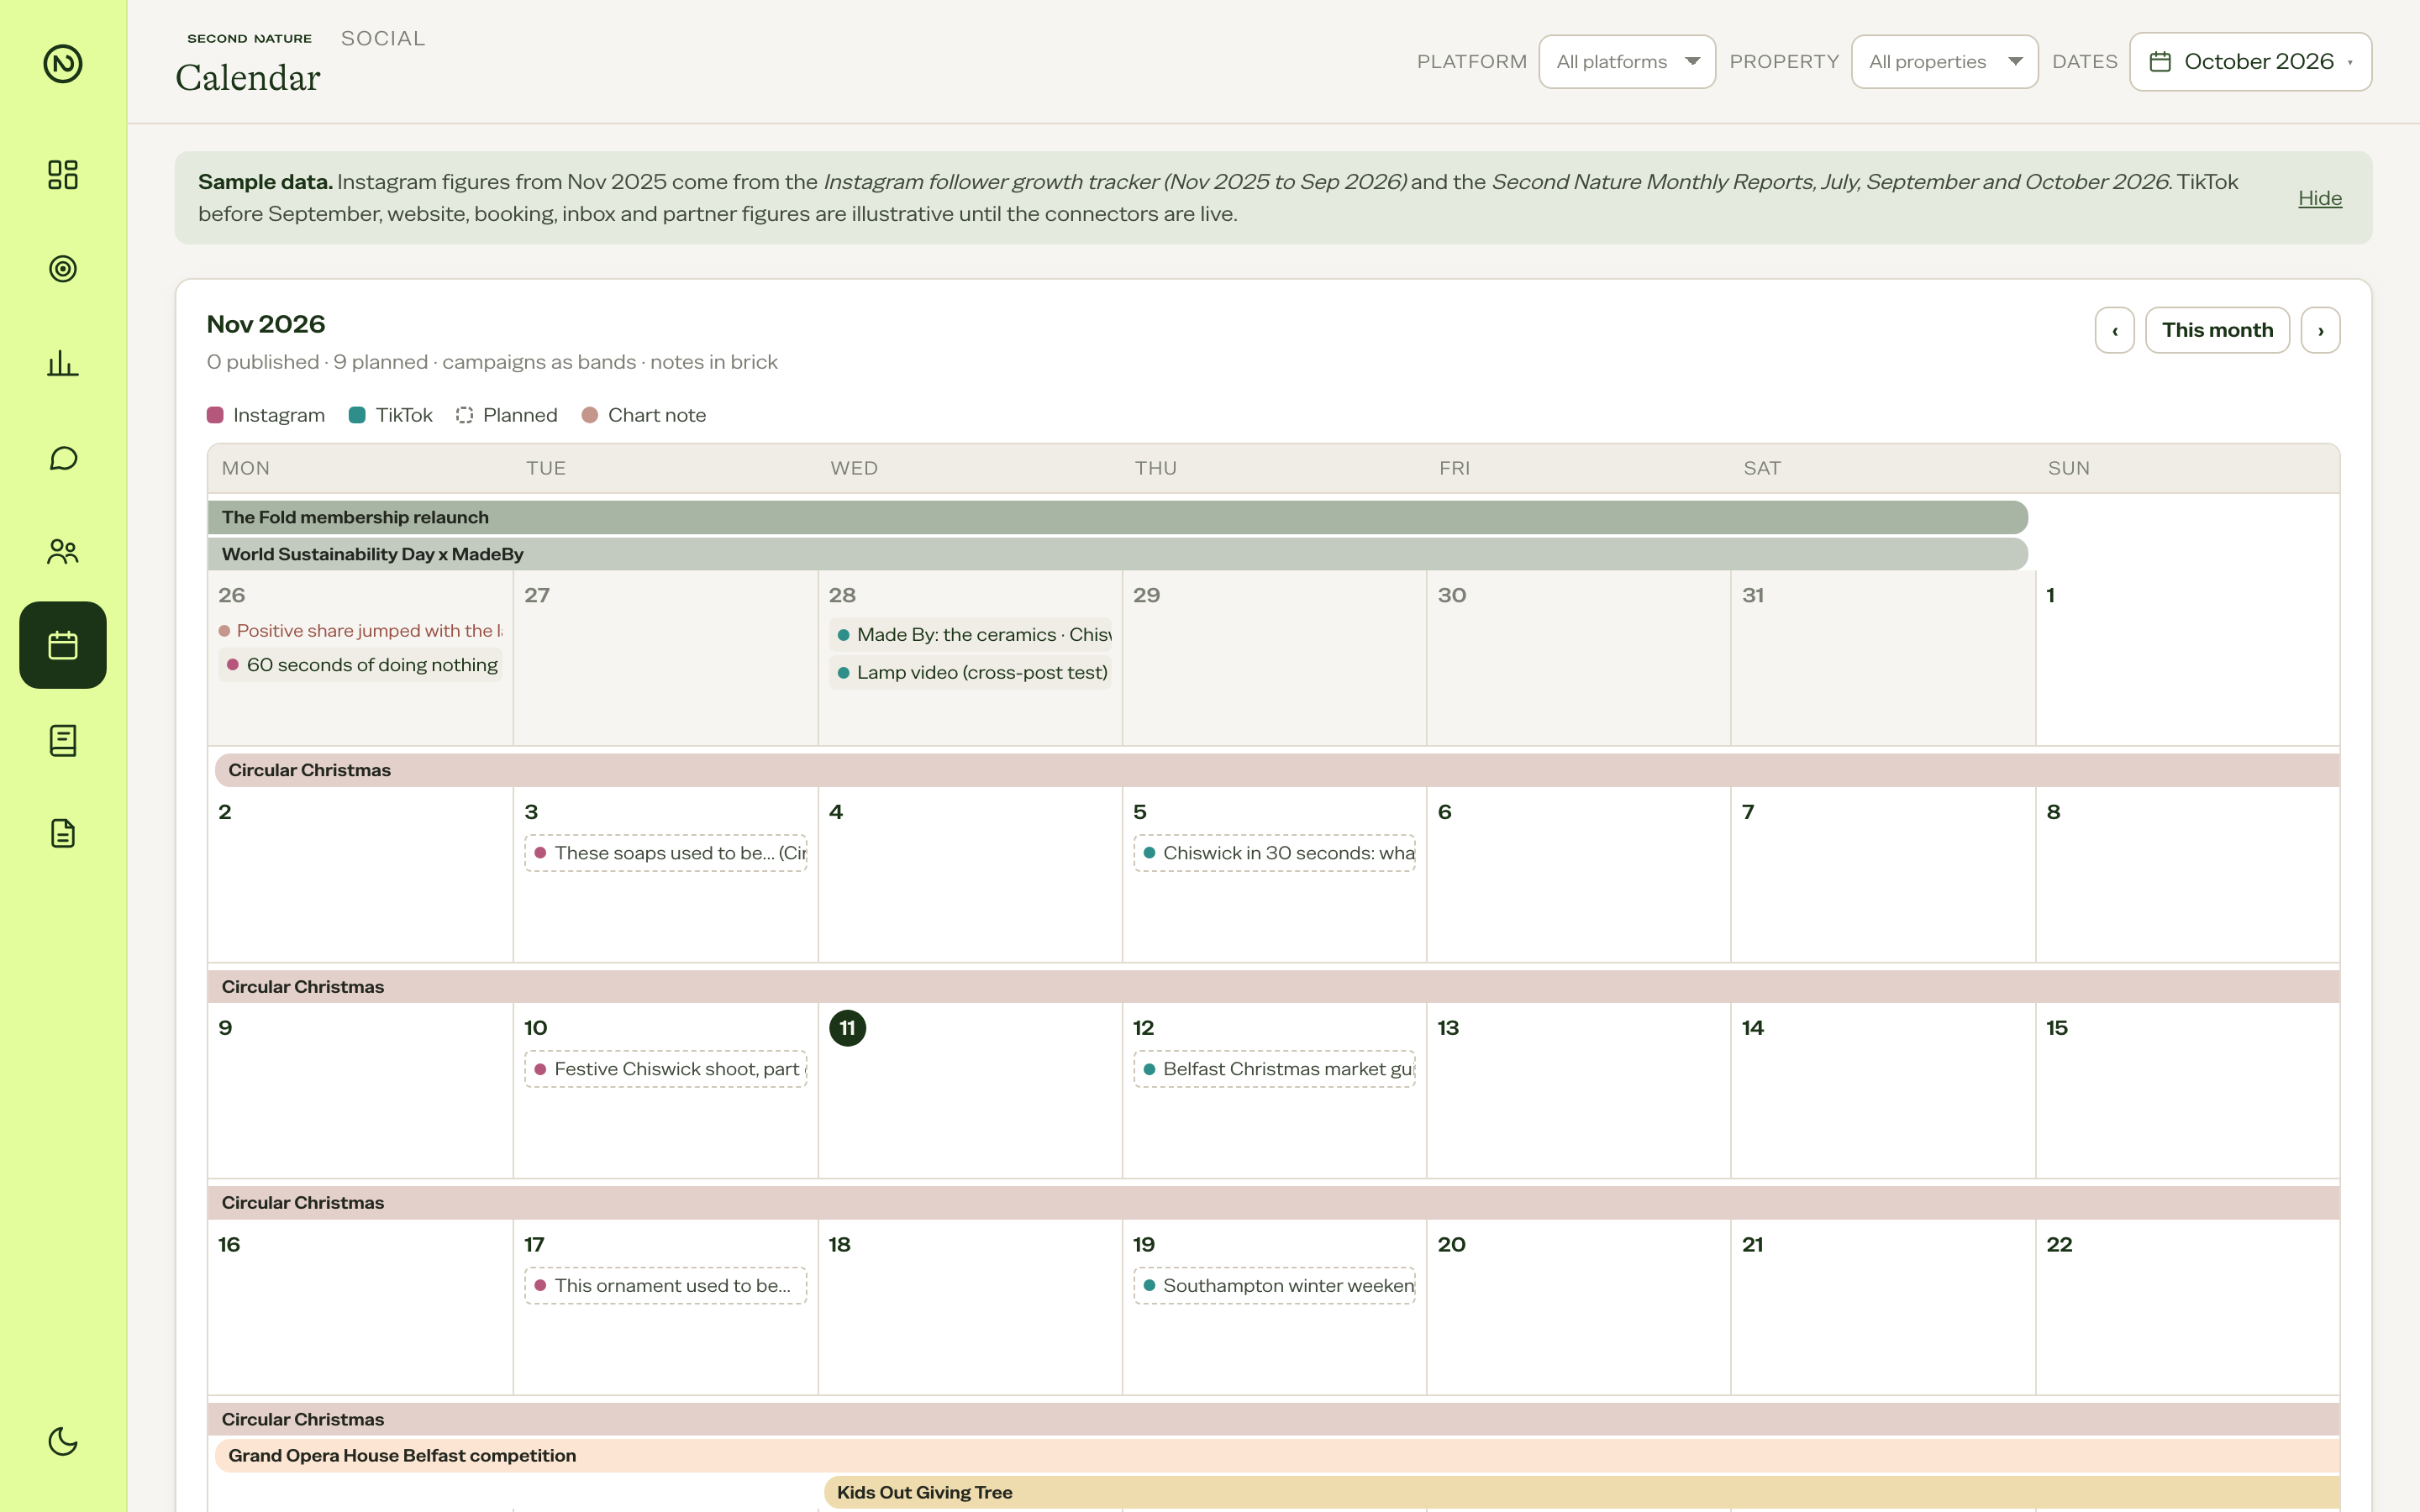 SECOND NATURE SOCIAL
Calendar
PLATFORM All platforms PROPERTY All properties DATES October 2026
Sample data. Instagram figures from Nov 2025 come from the Instagram follower growth tracker (Nov 2025 to Sep 2026) and the Second Nature Monthly Reports, July, September and October 2026. TikTok
before September, website, booking, inbox and partner figures are illustrative until the connectors are live.
Hide
Nov 2026
‹ This month ›
0 published · 9 planned · campaigns as bands · notes in brick
Instagram TikTok Planned Chart note
MON TUE WED THU FRI SAT SUN
The Fold membership relaunch
World Sustainability Day x MadeBy
26 27 28 29 30 31 1
Positive share jumped with the
60 seconds of doing nothing
Made By: the ceramics ·
Lamp video (cross-post test)
Circular Christmas
2 3 4 5 6 7 8
These soaps used to be...
Chiswick in 30 seconds:
Circular Christmas
9 10 11 12 13 14 15
Festive Chiswick shoot, part
Belfast Christmas market
Circular Christmas
16 17 18 19 20 21 22
This ornament used to be...
Southampton winter
Circular Christmas
Grand Opera House Belfast competition
Kids Out Giving Tree